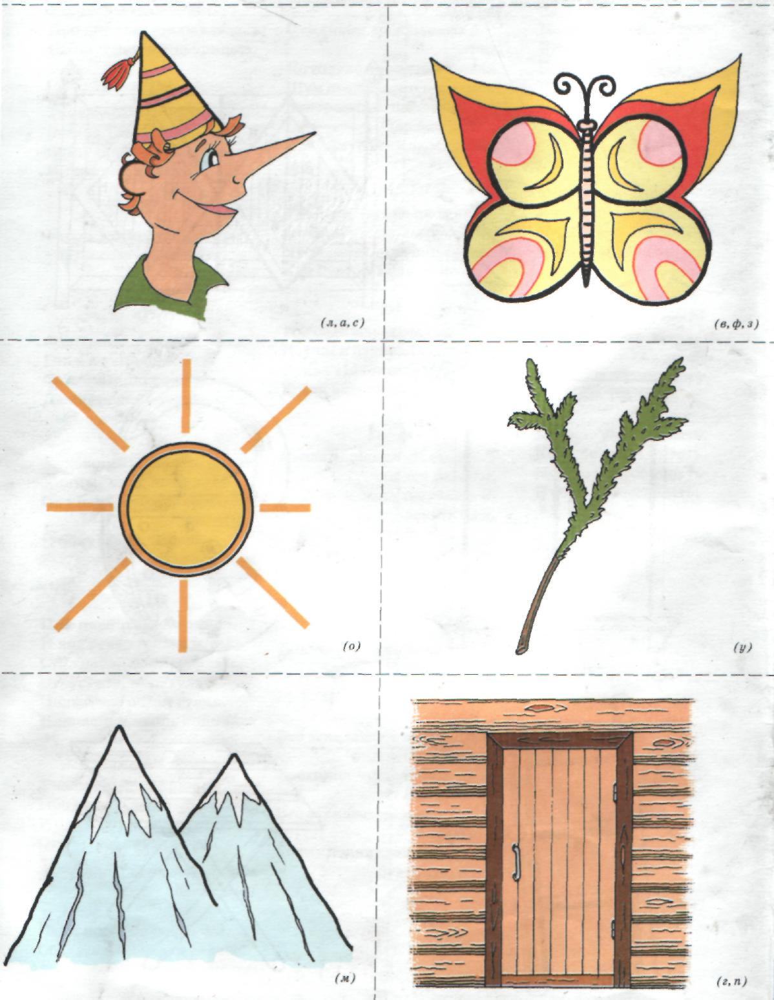 (л, а, с)
(в, ф, з)
(о)
(у)
(м)
(г, п)